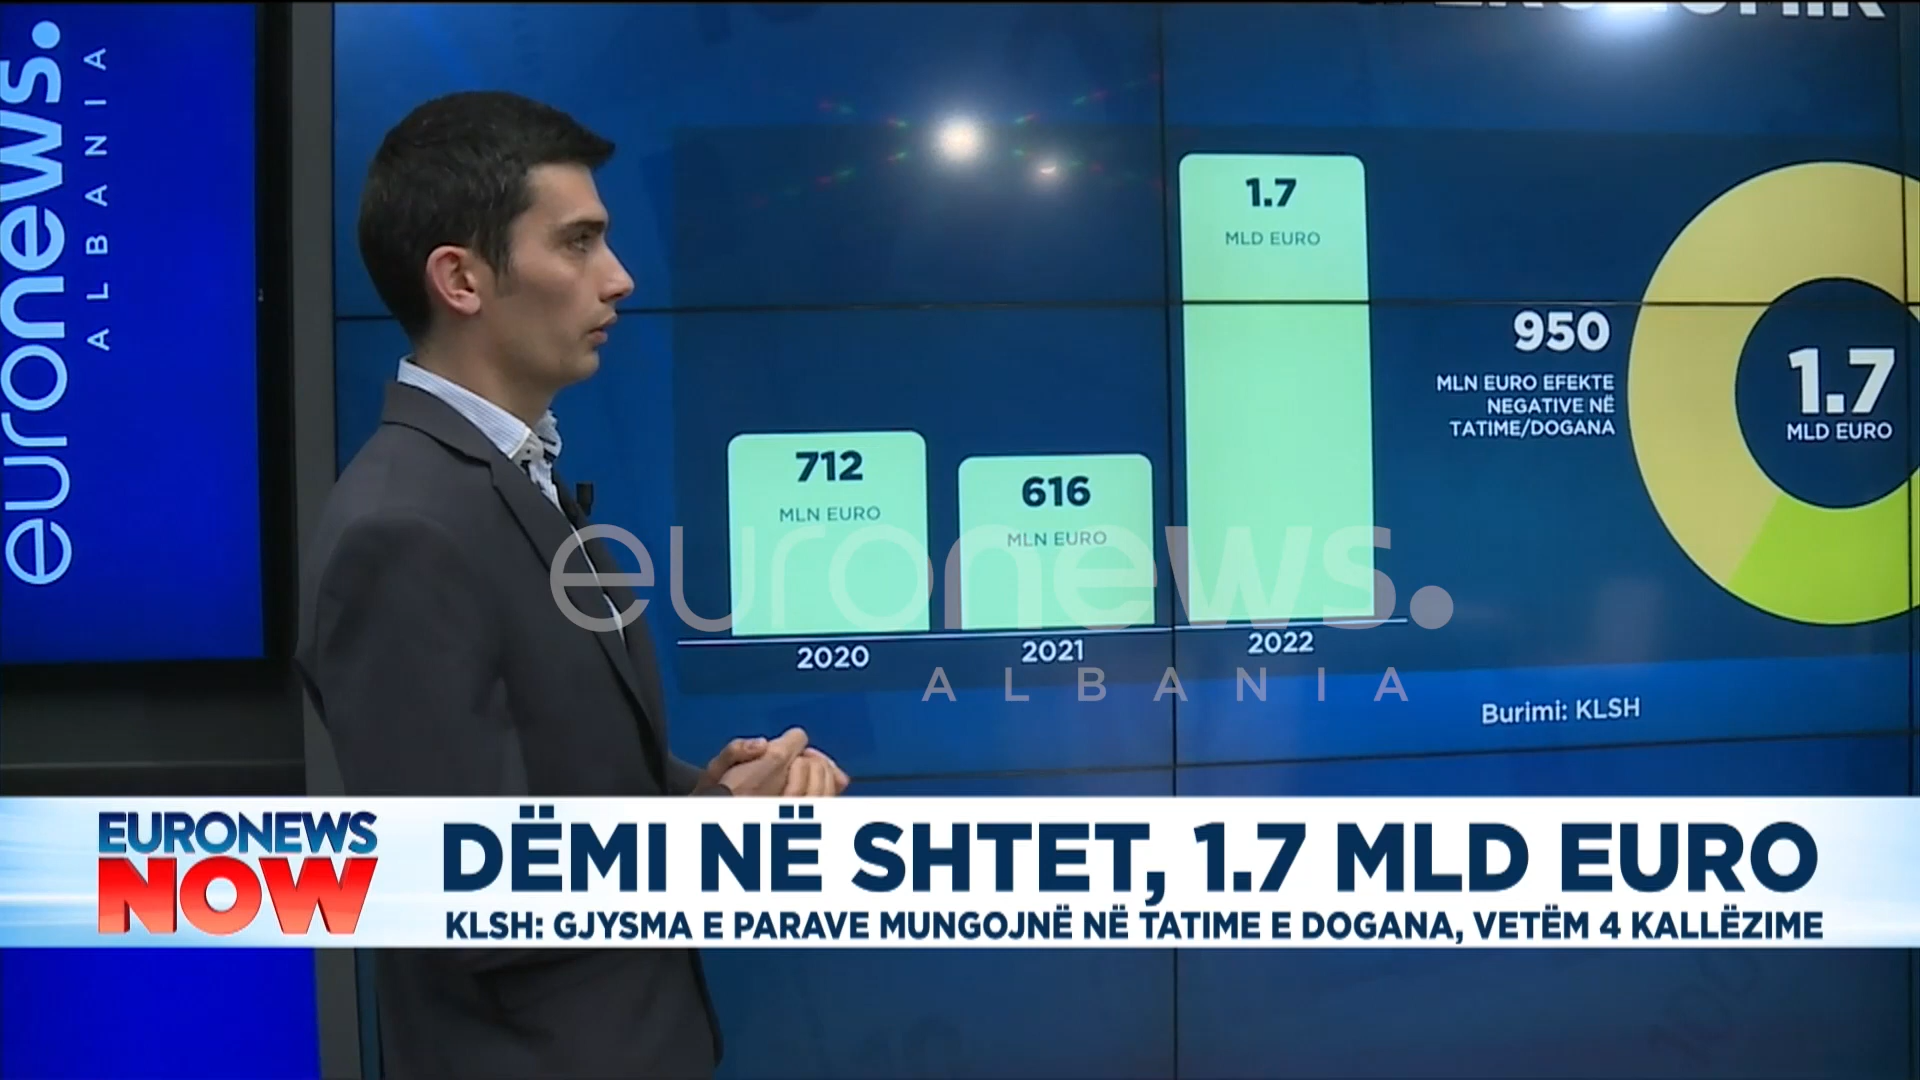 euronews.
ALBANIA
1.7
MLD EURO
712
MLN EURO
616
MLN EURO
2020
2021
2022
950
MLN EURO EFEKTE
NEGATIVE NË
TATIME/DOGANA
1.7
MLD EURO
Burimi: KLSH
euronews.
ALBANIA
EURONEWS
NOW
DËMI NË SHTET, 1.7 MLD EURO
KLSH: GJYSMA E PARAVE MUNGOJNË NË TATIME E DOGANA, VETËM 4 KALLËZIME